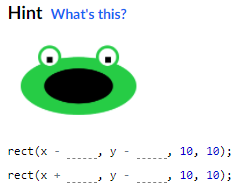 Hint What's this?
rect(x - _____, y - _____, 10, 10);
rect(x + _____, y - _____, 10, 10);